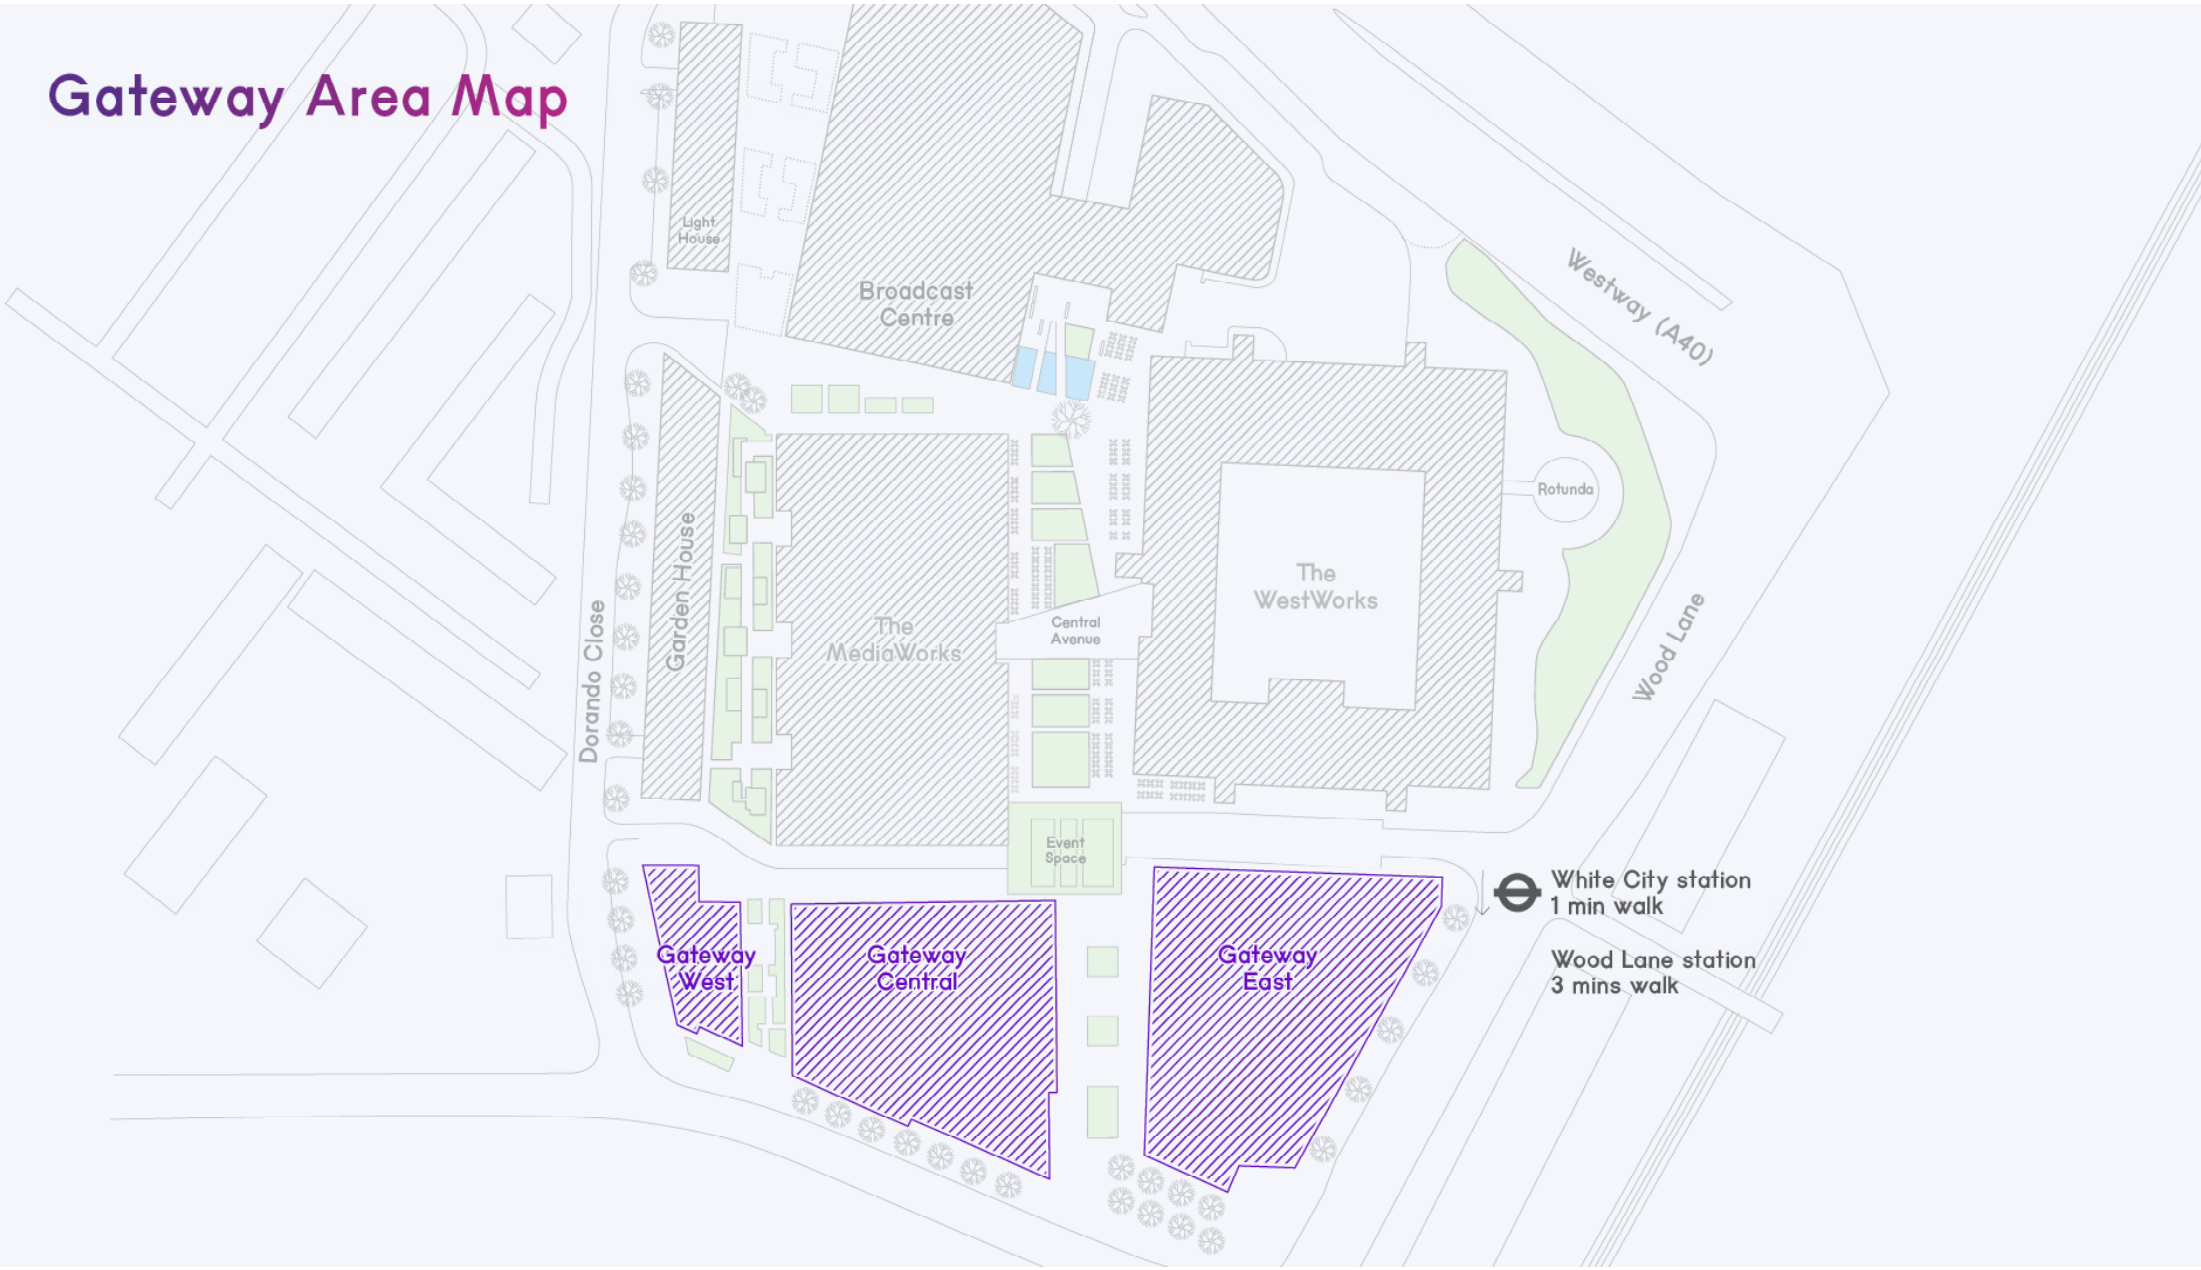 Gateway Area Map
Light
House
Broadcast
Centre
Westway (A40)
Rotunda
Garden House
The
WestWorks
Dorando Close
The
MediaWorks
Central
Avenue
Wood Lane
Event
Space
White City station
1 min walk
Gateway
West
Gateway
Central
Gateway
East
Wood Lane station
3 mins walk